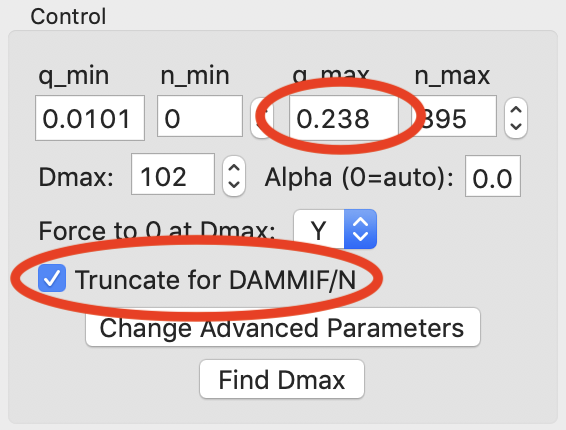 Control
q_min n_min q_max n_max
0.0101 0 0.238 395
Dmax: 102 Alpha (0=auto): 0.0
Force to 0 at Dmax: Y
Truncate for DAMMIF/N
Change Advanced Parameters
Find Dmax